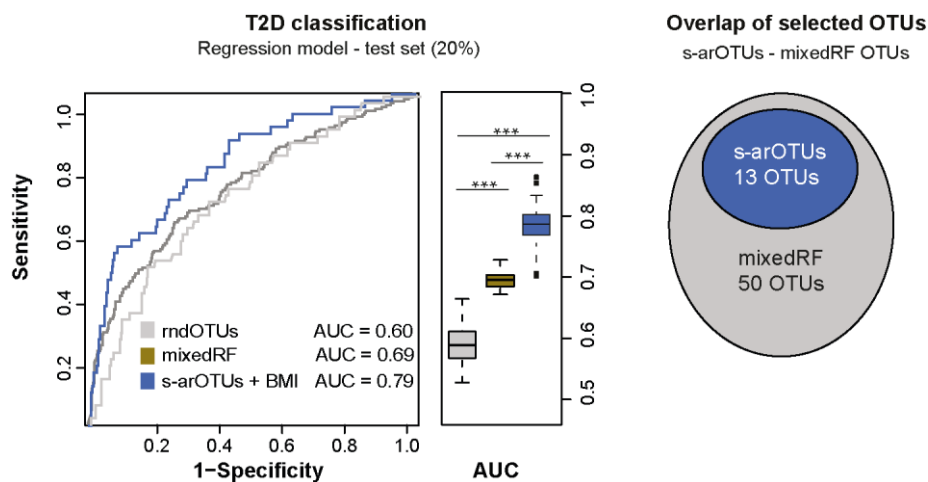 T2D classification
Regression model - test set (20%)
Sensitivity
1.0
0.8
0.6
0.4
0.2
rndOTUs AUC = 0.60
mixedRF AUC = 0.69
s-arOTUs + BMI AUC = 0.79
0.2 0.4 0.6 0.8 1.0
1−Specificity
***
***
***
1.0
0.9
0.8
0.7
0.6
0.5
AUC
Overlap of selected OTUs
s-arOTUs - mixedRF OTUs
s-arOTUs
13 OTUs
mixedRF
50 OTUs